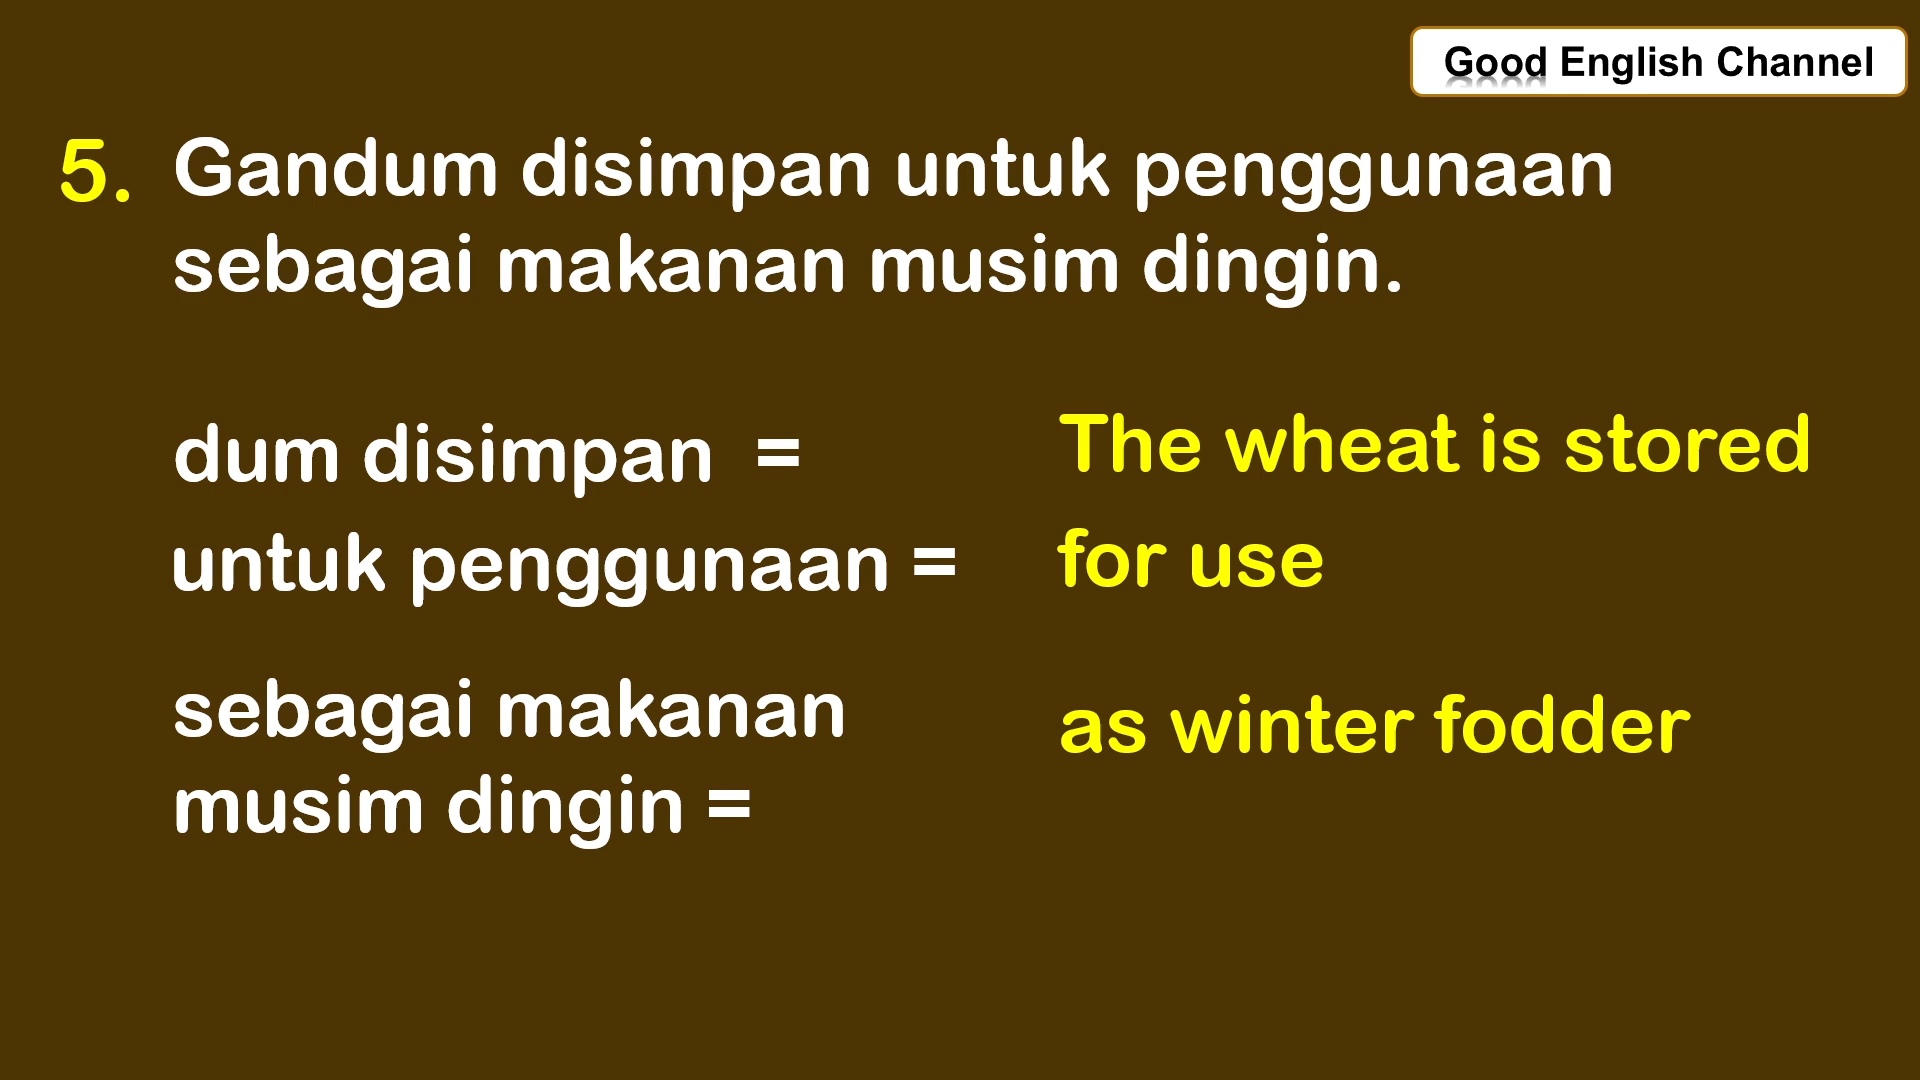 Good English Channel
5. Gandum disimpan untuk penggunaan
sebagai makanan musim dingin.
dum disimpan =
The wheat is stored
untuk penggunaan =
for use
sebagai makanan
musim dingin =
as winter fodder